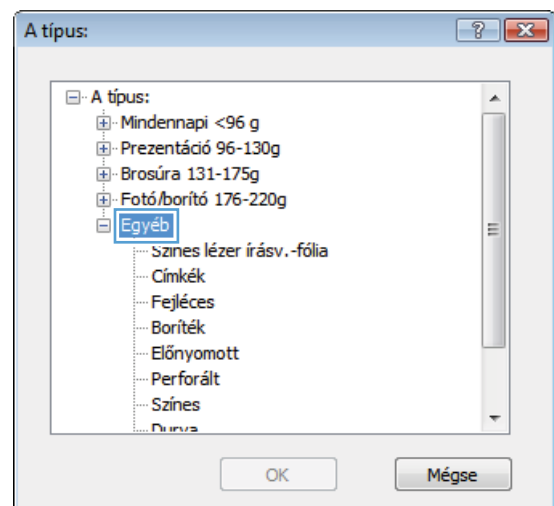 A típus:
A típus:
Mindennapi <96 g
Prezentáció 96-130g
Brosúra 131-175g
Fotó/borító 176-220g
Egyéb
Színes lézer írásv.-fólia
Címkék
Fejléces
Boríték
Előnyomott
Perforált
Színes
Durva
OK Mégse